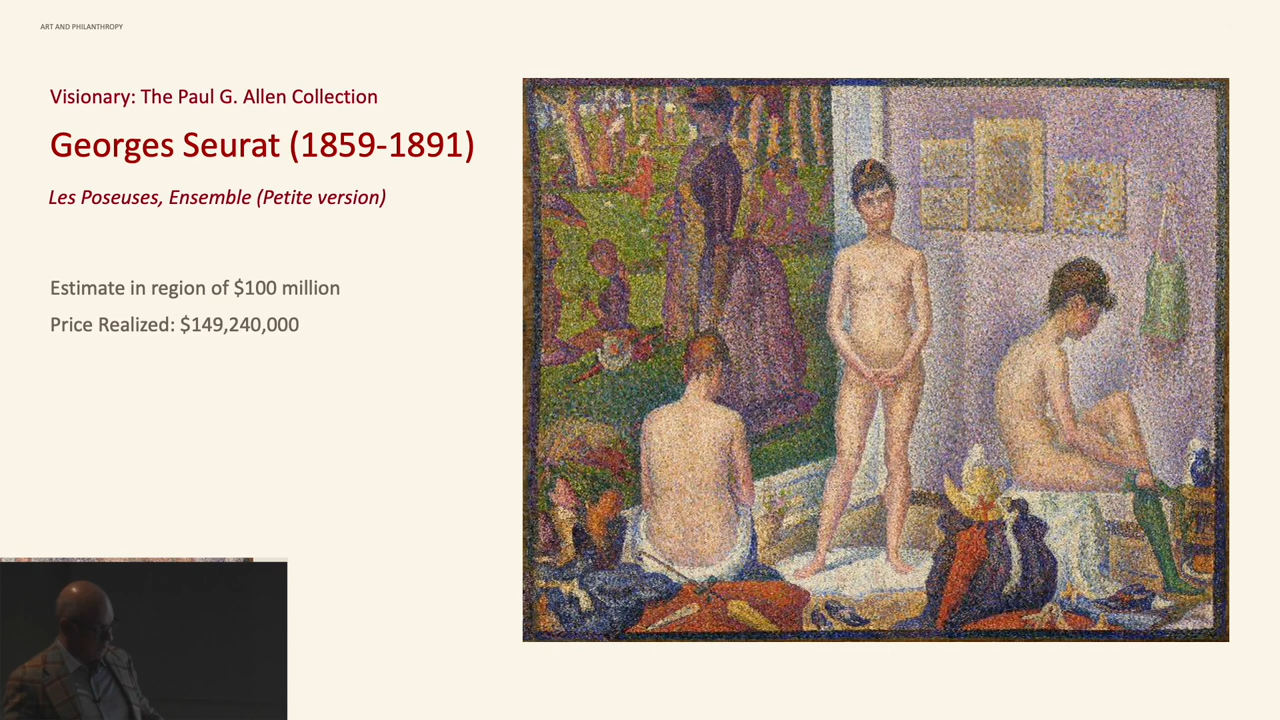 ART AND PHILANTHROPY
Visionary: The Paul G. Allen Collection
Georges Seurat (1859-1891)
Les Poseuses, Ensemble (Petite version)
Estimate in region of $100 million
Price Realized: $149,240,000